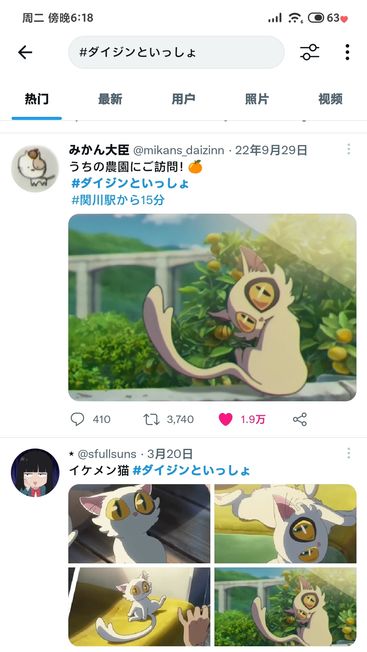 周二 傍晚6:18
63
#ダイジンといっしょ
热门
最新
用户
照片
视频
みかん大臣 @mikans_daizinn · 22年9月29日
うちの農園にご訪問!🍊
#ダイジンといっしょ
#関川駅から15分
410
3,740
1.9万
* @sfullsuns · 3月20日
イケメン猫 #ダイジンといっしょ